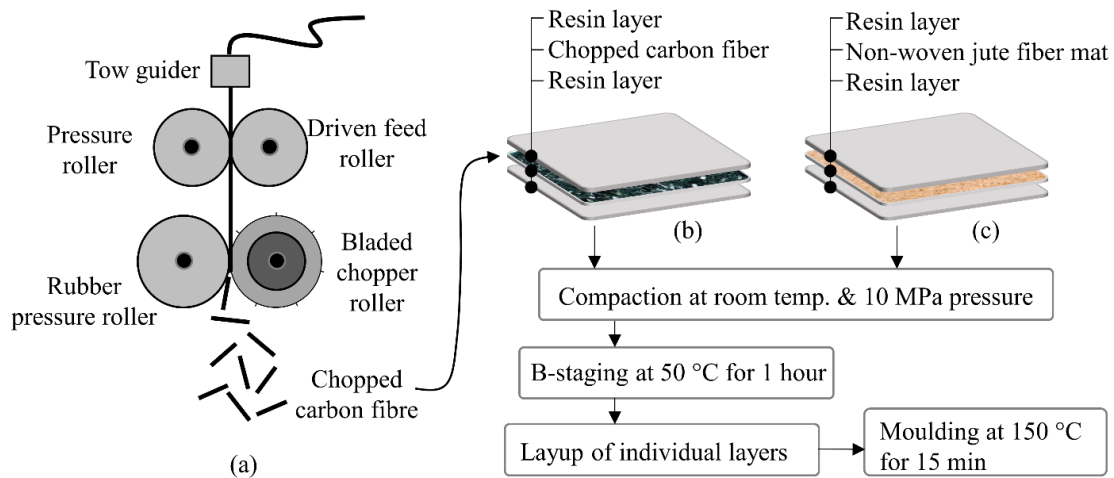 Tow guider
Pressure
roller
Driven feed
roller
Rubber
pressure roller
Bladed
chopper
roller
Chopped
carbon fibre
(a)
Resin layer
Chopped carbon fiber
Resin layer
(b)
Resin layer
Non-woven jute fiber mat
Resin layer
(c)
Compaction at room temp. & 10 MPa pressure
B-staging at 50 °C for 1 hour
Layup of individual layers
Moulding at 150 °C
for 15 min